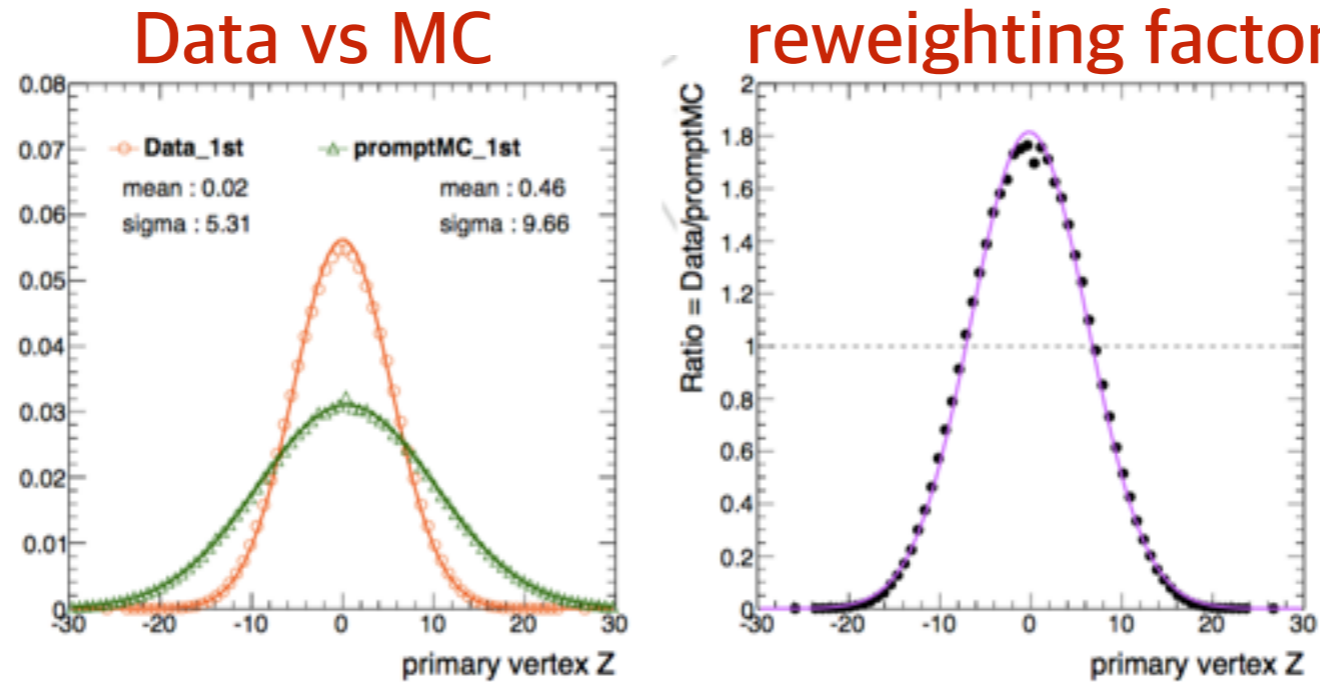 Data vs MC
0.08
0.07
0.06
0.05
0.04
0.03
0.02
0.01
0
Data_1st
promptMC_1st
mean : 0.02
mean : 0.46
sigma : 5.31
sigma : 9.66
-30 -20 -10 0 10 20 30
primary vertex Z
reweighting factor
Ratio = Data/promptMC
2
1.8
1.6
1.4
1.2
1
0.8
0.6
0.4
0.2
0
-30 -20 -10 0 10 20 30
primary vertex Z